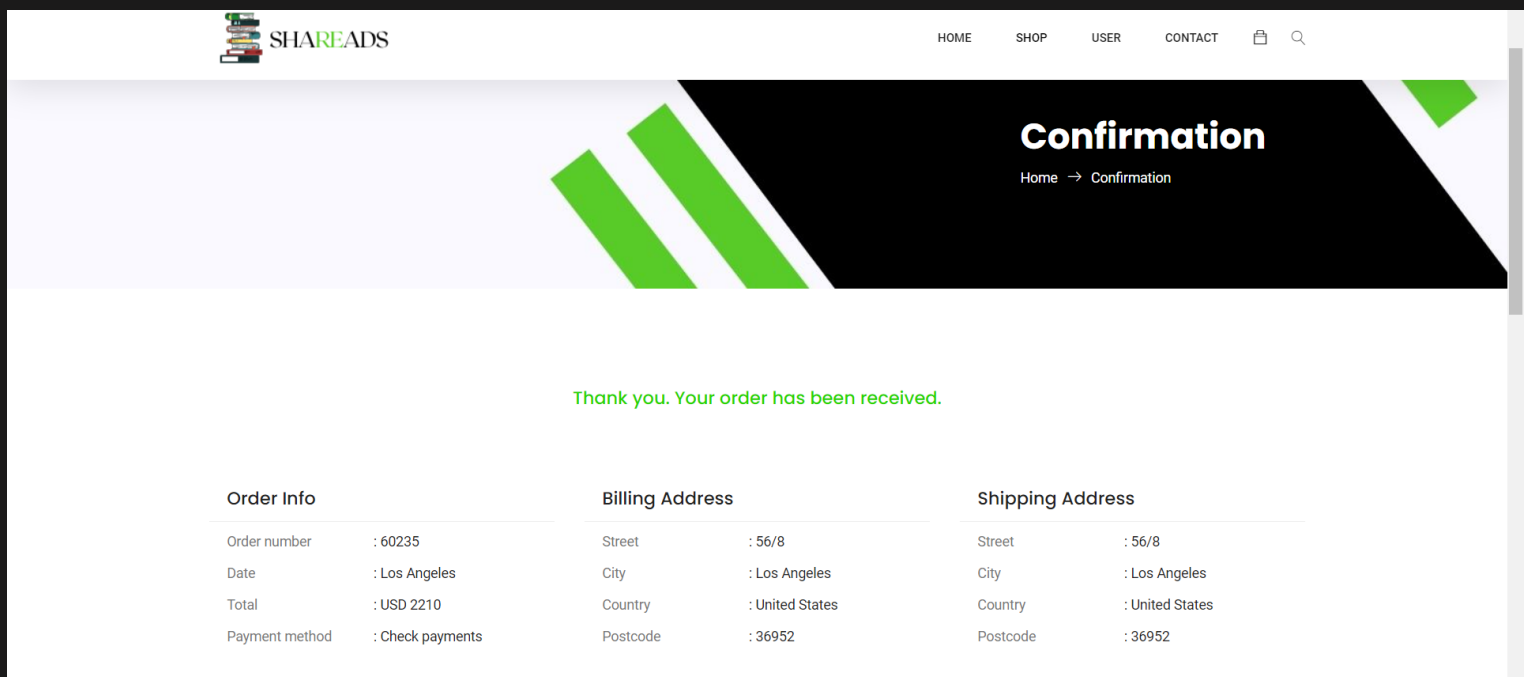 SHAREADS
HOME SHOP USER CONTACT
Confirmation
Home → Confirmation
Thank you. Your order has been received.
Order Info
Order number : 60235
Date : Los Angeles
Total : USD 2210
Payment method : Check payments
Billing Address
Street : 56/8
City : Los Angeles
Country : United States
Postcode : 36952
Shipping Address
Street : 56/8
City : Los Angeles
Country : United States
Postcode : 36952